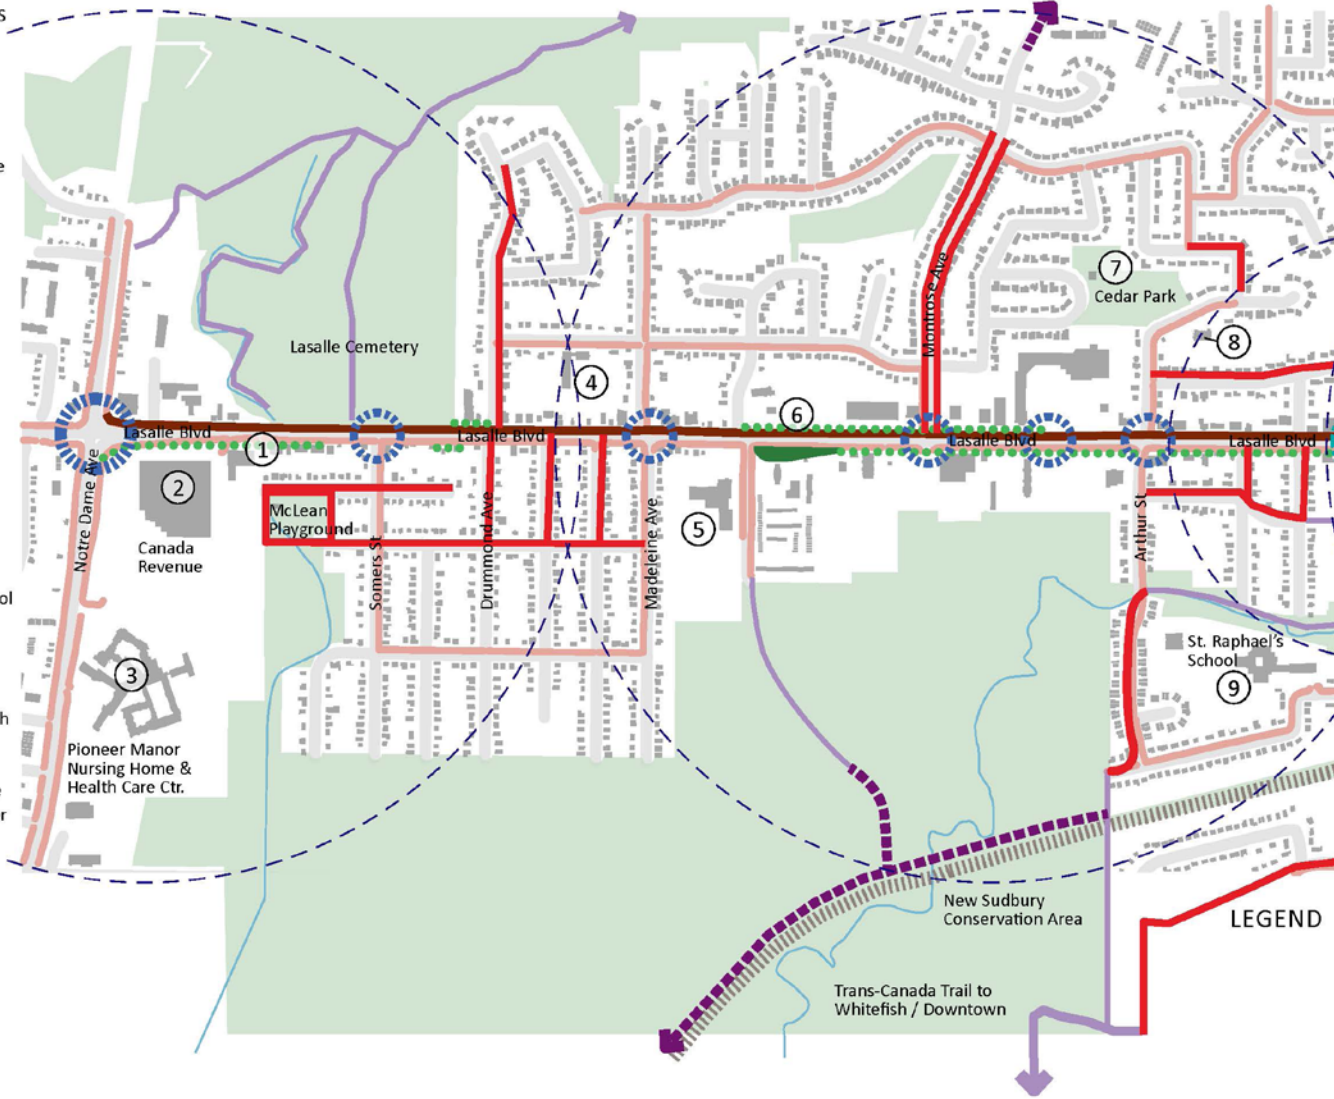 s
e
Lasalle Cemetery
Montrose Ave
7
Cedar Park
8
4
6
Lasalle Blvd
Lasalle Blvd
Lasalle Blvd
Lasalle Blvd
1
2
Notre Dame Ave
McLean
Playground
Canada
Revenue
Somers St
Drummond Ave
Madeleine Ave
5
Arthur St
ol
St. Raphael's
School
9
3
h
Pioneer Manor
Nursing Home &
Health Care Ctr.
e
er
New Sudbury
Conservation Area
LEGEND
Trans-Canada Trail to
Whitefish / Downtown